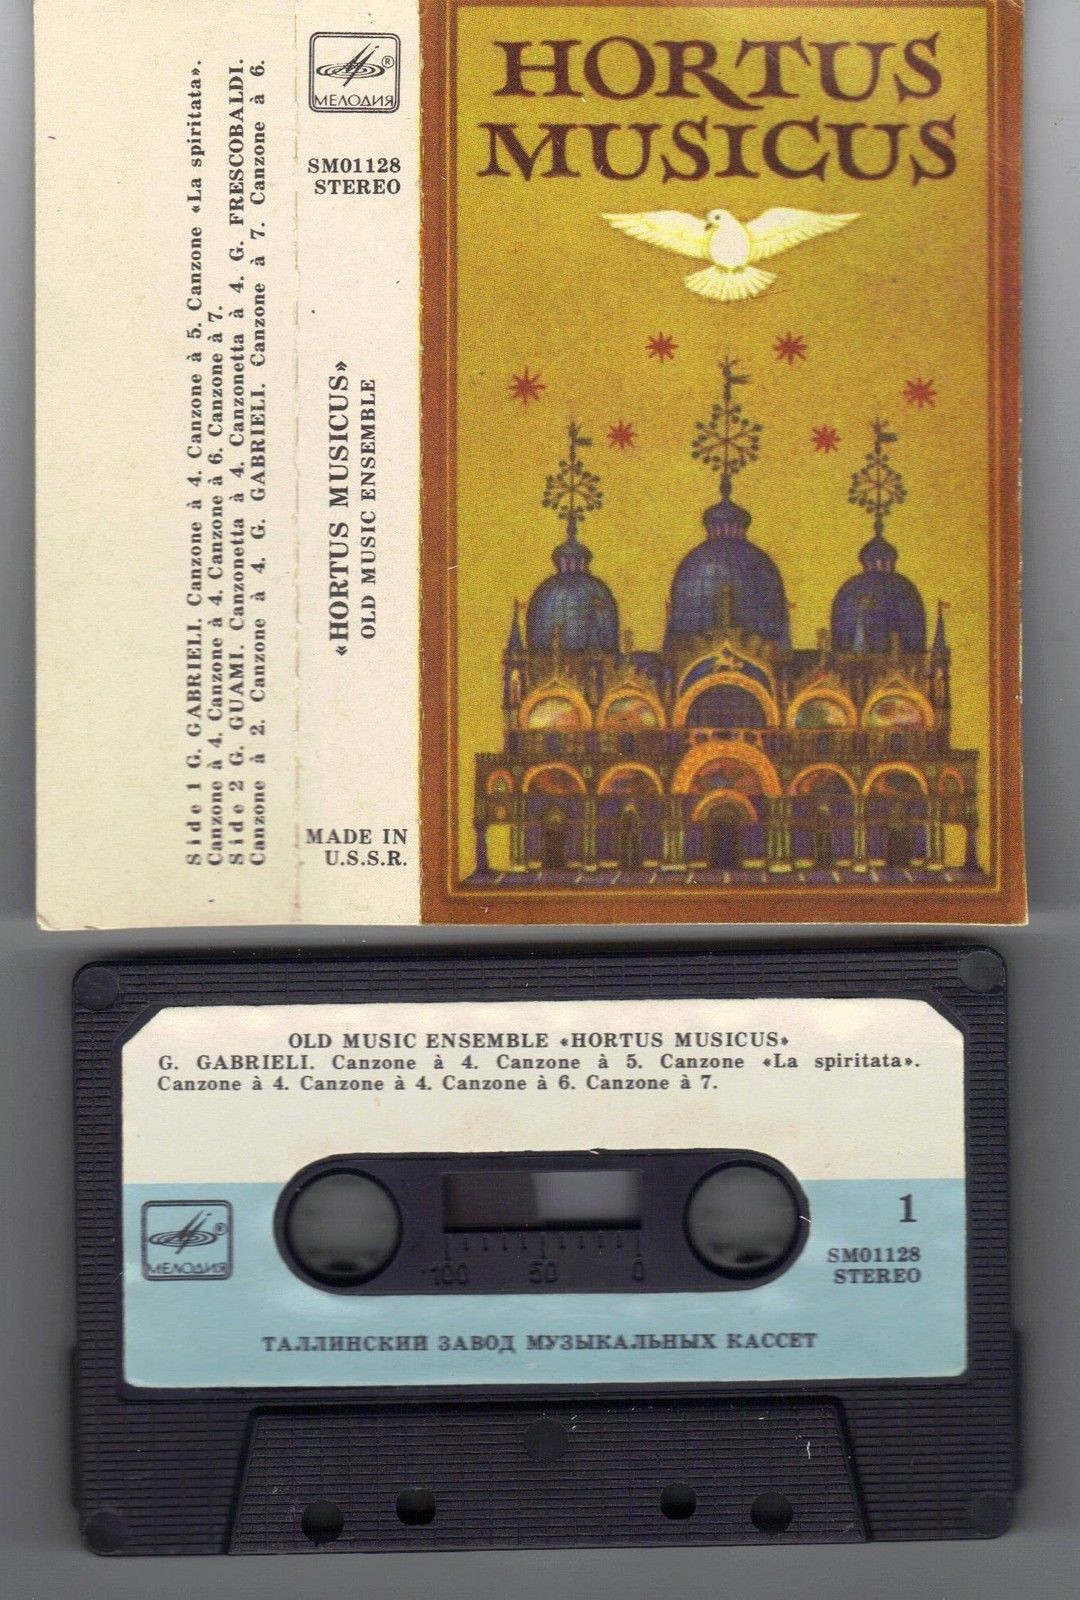 HORTUS
MUSICUS
МЕЛОДИЯ ®
SM01128
STEREO
«HORTUS MUSICUS»
OLD MUSIC ENSEMBLE
MADE IN
U.S.S.R.
Side 1 G. GABRIELI. Canzone à 4. Canzone à 5. Canzone «La spiritata».
Canzone à 4. Canzone à 4. Canzone à 6. Canzone à 7.
Side 2 G. GUAMI. Canzonetta à 4. Canzonetta à 4. G. FRESCOBALDI.
Canzone à 2. Canzone à 4. G. GABRIELI. Canzone à 7. Canzone à 6.
OLD MUSIC ENSEMBLE «HORTUS MUSICUS»
G. GABRIELI. Canzone à 4. Canzone à 5. Canzone «La spiritata».
Canzone à 4. Canzone à 4. Canzone à 6. Canzone à 7.
МЕЛОДИЯ ®
100 50 0
1
SM01128
STEREO
ТАЛЛИНСКИЙ ЗАВОД МУЗЫКАЛЬНЫХ КАССЕТ